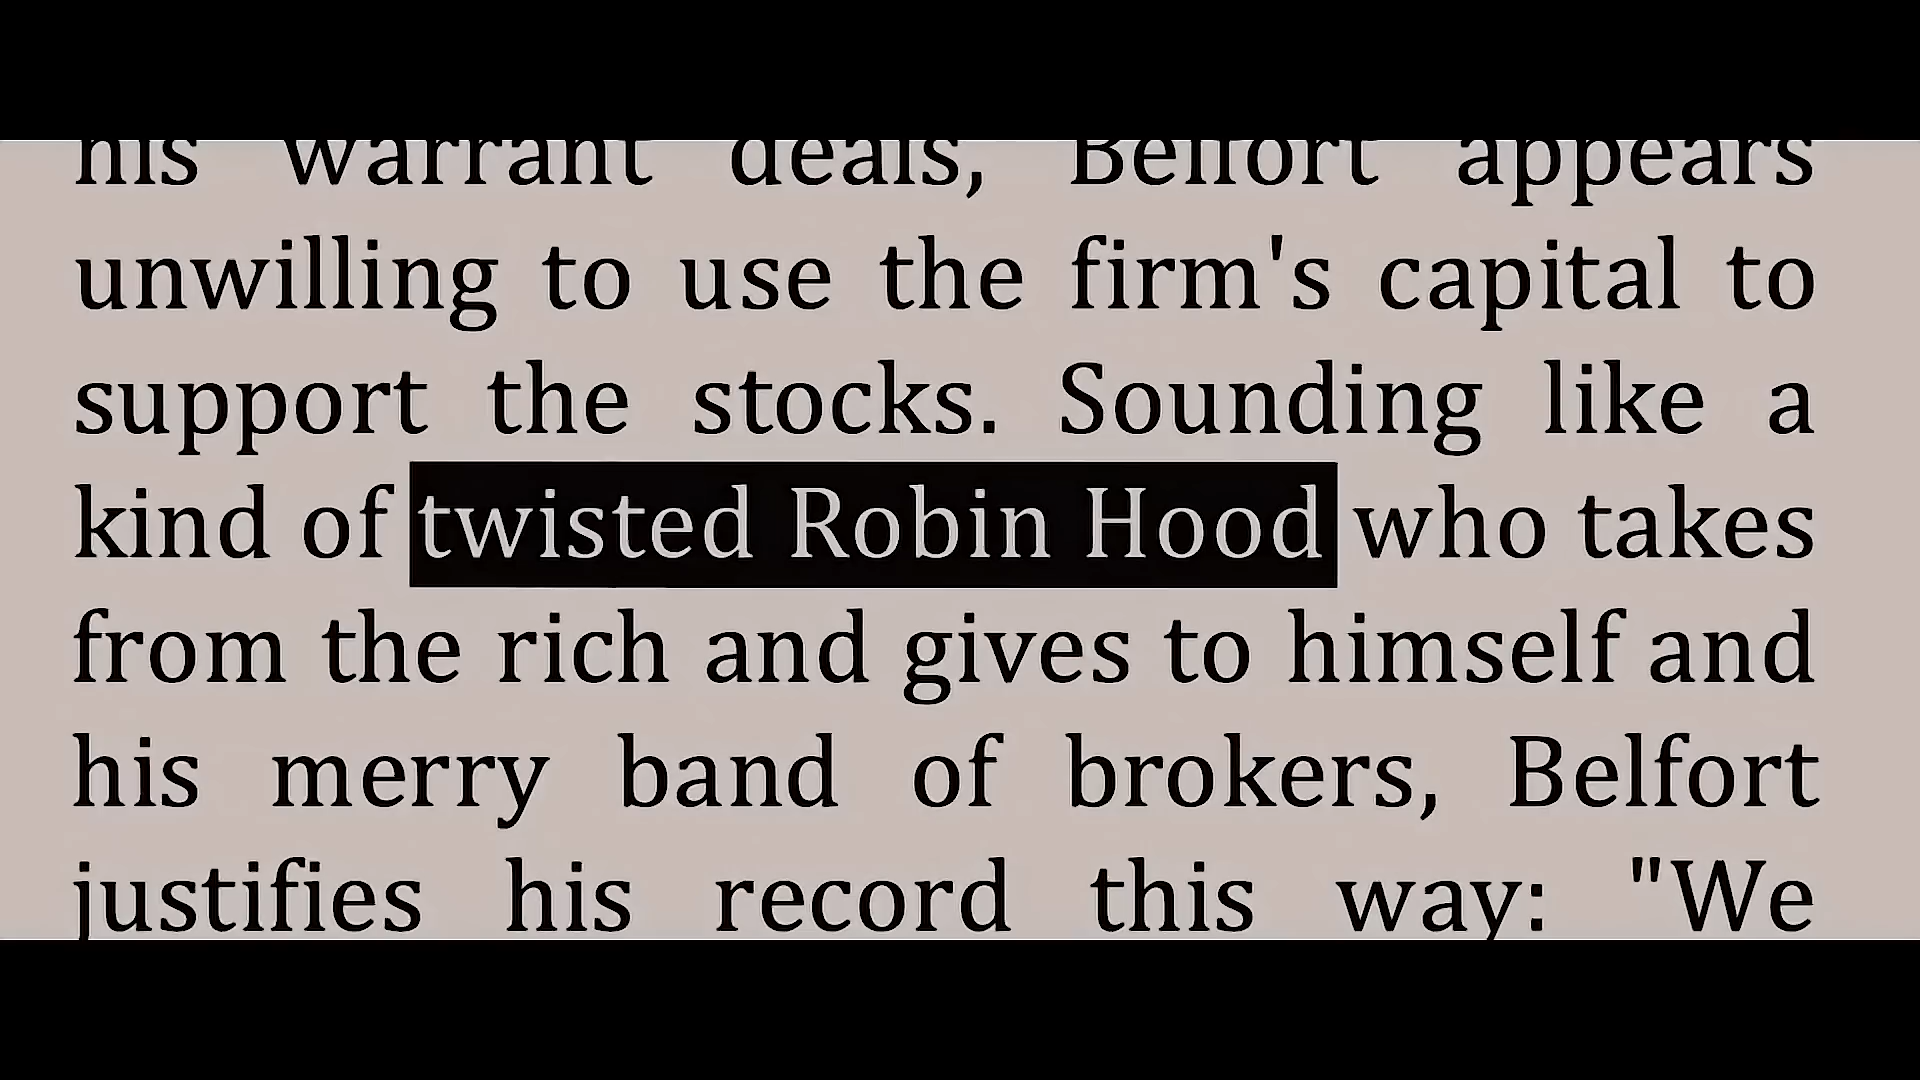 his warrant deals, Belfort appears
unwilling to use the firm's capital to
support the stocks. Sounding like a
kind of twisted Robin Hood who takes
from the rich and gives to himself and
his merry band of brokers, Belfort
justifies his record this way: "We